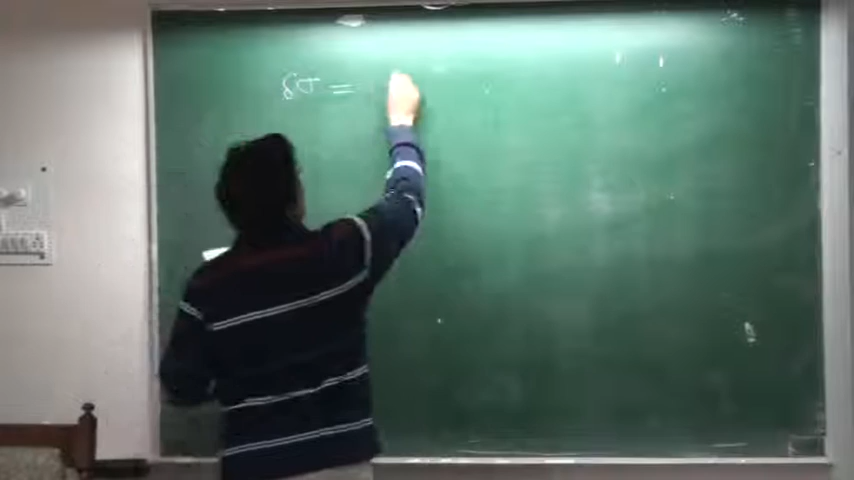 δσ =